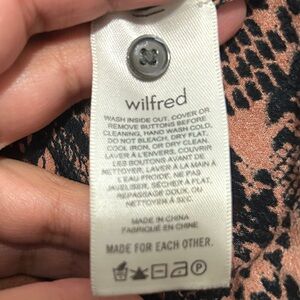 wilfred
WASH INSIDE OUT, COVER OR
REMOVE BUTTONS BEFORE
CLEANING, HAND WASH COLD,
DO NOT BLEACH, DRY FLAT,
COOL IRON, OR DRY CLEAN.
LAVER À L'ENVERS, COUVRIR
LES BOUTONS AVANT DE
NETTOYER, LAVER À LA MAIN À
L'EAU FROIDE, NE PAS
JAVELISER, SÉCHER À PLAT,
REPASSAGE DOUX, OU
NETTOYER À SEC.
MADE IN CHINA
FABRIQUÉ EN CHINE
MADE FOR EACH OTHER.
P